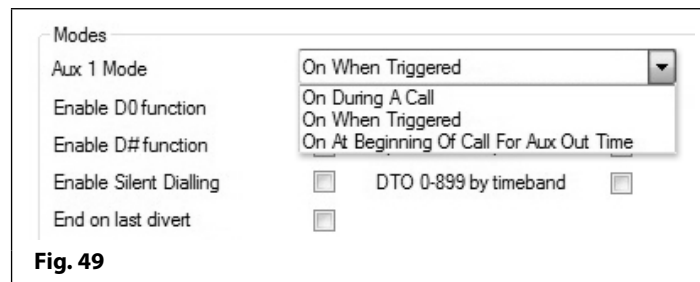 Modes
Aux 1 Mode On When Triggered
On During A Call
Enable D0 function On When Triggered
Enable D# function On At Beginning Of Call For Aux Out Time
Enable Silent Dialling DTO 0-899 by timeband
End on last divert
Fig. 49